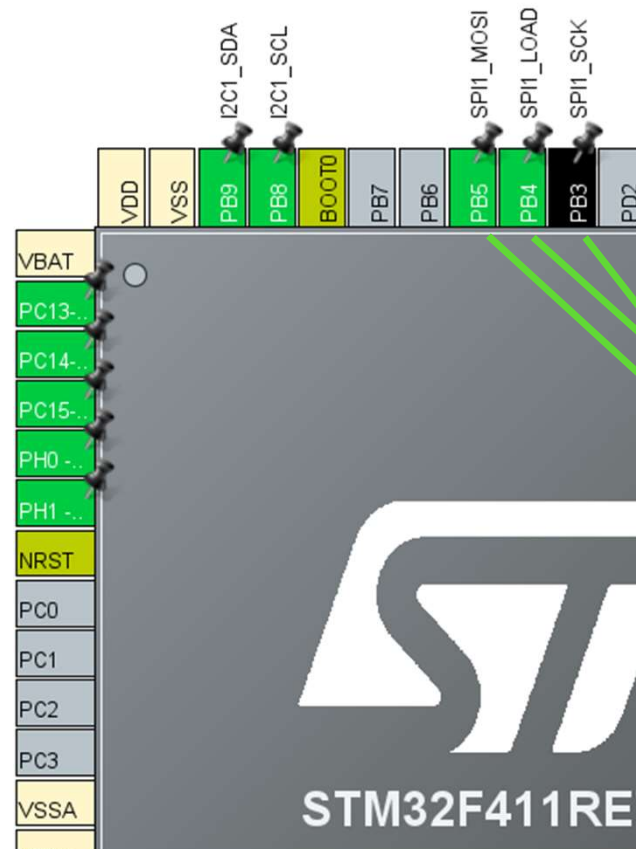 I2C1_SDA
I2C1_SCL
SPI1_MOSI
SPI1_LOAD
SPI1_SCK
VDD
VSS
PB9
PB8
BOOT0
PB7
PB6
PB5
PB4
PB3
PD2
VBAT
PC13-..
PC14-..
PC15-..
PH0 -..
PH1 -..
NRST
PC0
PC1
PC2
PC3
VSSA
ST
STM32F411RE